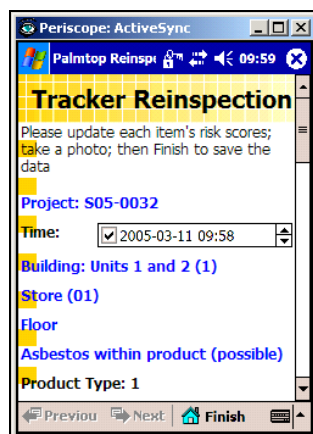 Periscope: ActiveSync
Palmtop Reinspe 09:59
Tracker Reinspection
Please update each item's risk scores;
take a photo; then Finish to save the
data
Project: S05-0032
Time: 2005-03-11 09:58
Building: Units 1 and 2 (1)
Store (01)
Floor
Asbestos within product (possible)
Product Type: 1
Previou Next Finish